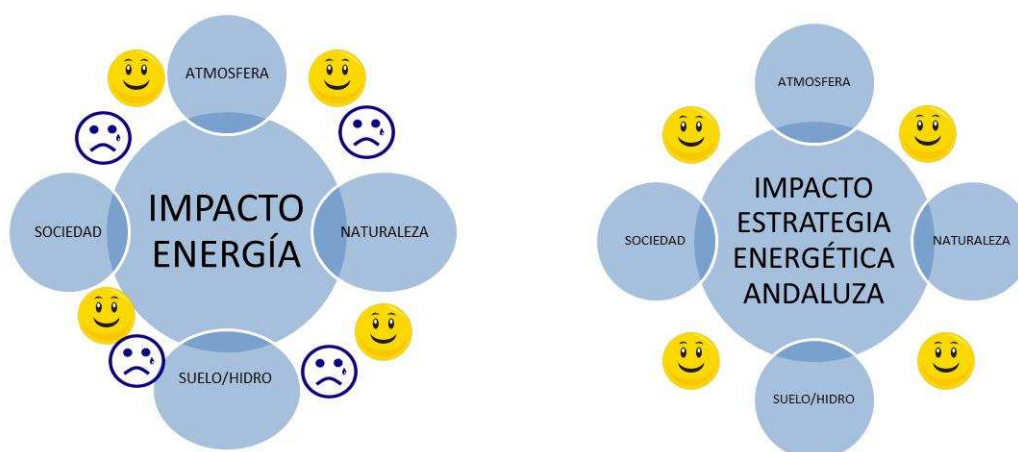 ATMOSFERA
IMPACTO
ENERGÍA
SOCIEDAD
NATURALEZA
SUELO/HIDRO
ATMOSFERA
IMPACTO
ESTRATEGIA
ENERGÉTICA
ANDALUZA
SOCIEDAD
NATURALEZA
SUELO/HIDRO